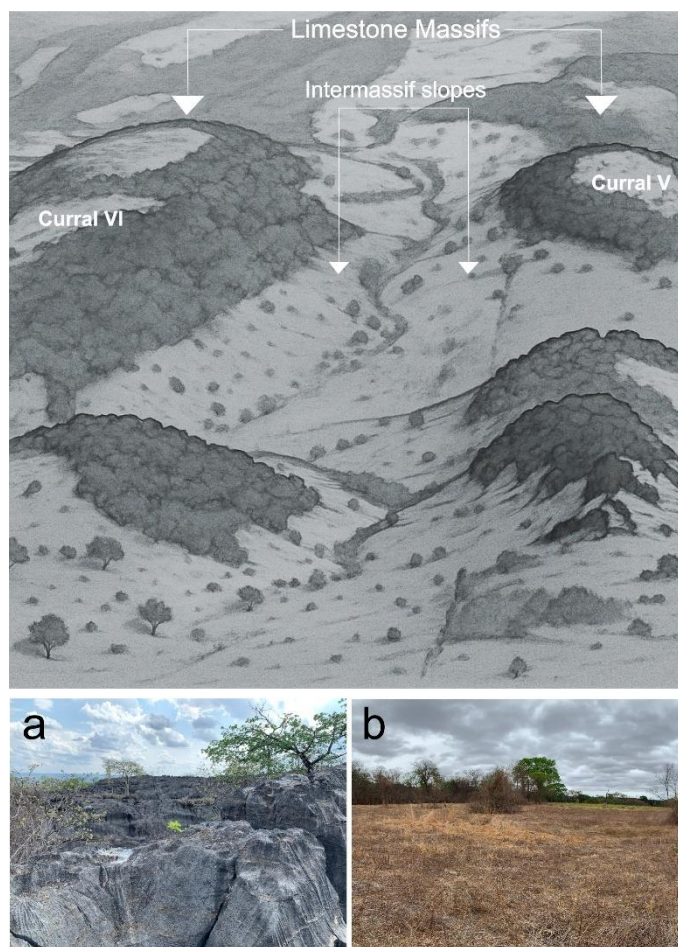 Limestone Massifs
Intermassif slopes
Curral VI
Curral V
a
b